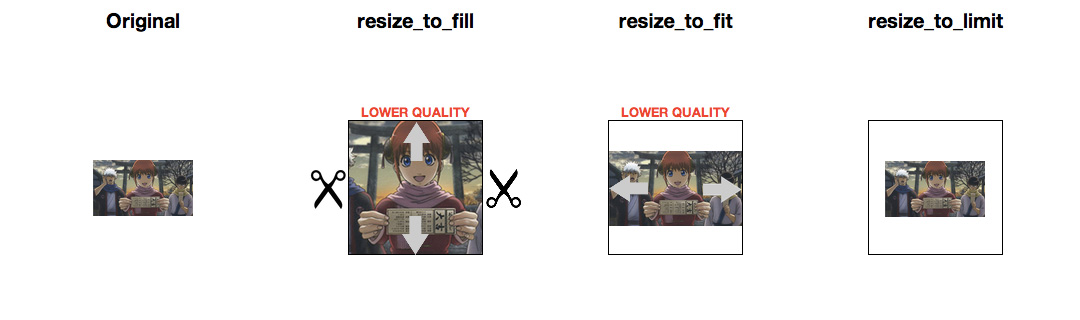 Original
resize_to_fill
resize_to_fit
resize_to_limit
LOWER QUALITY
LOWER QUALITY